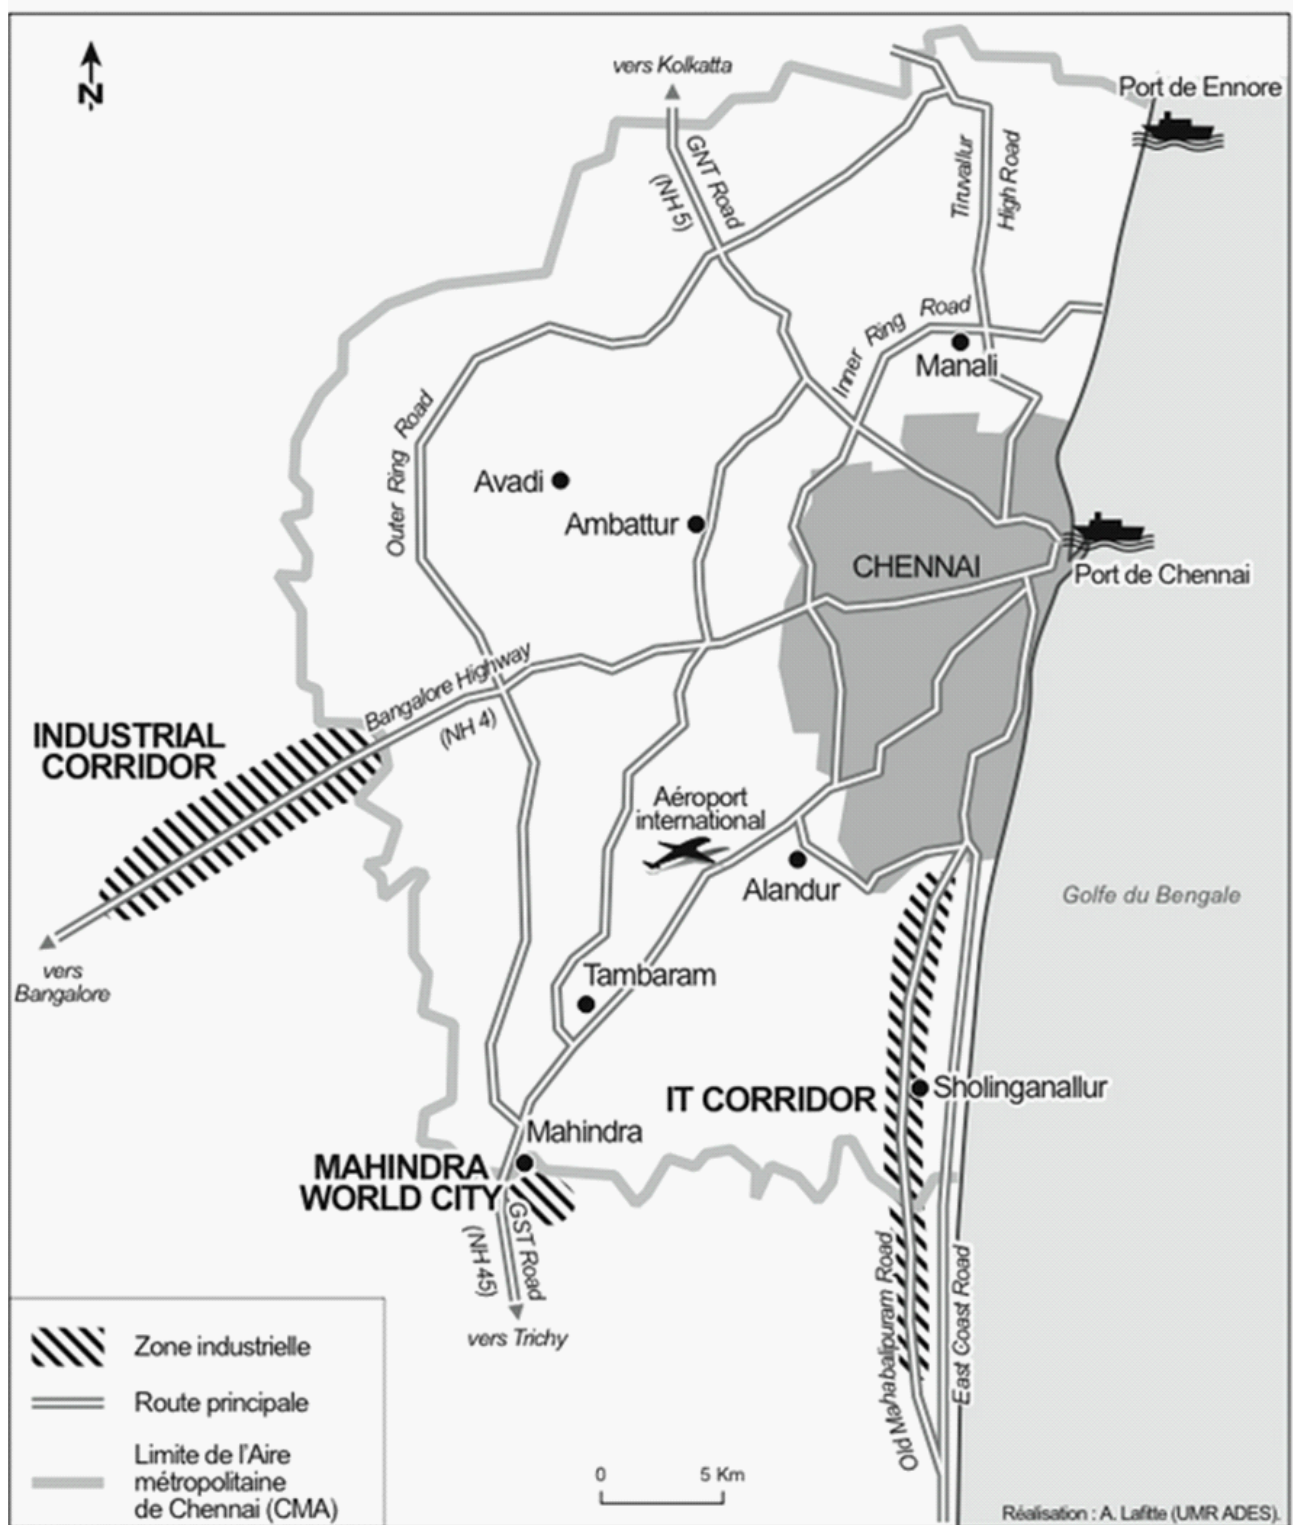 N
vers Kolkatta
Port de Ennore
GNT Road
(NH 5)
Tiruvallur
High Road
Inner Ring Road
Manali
Outer Ring Road
Avadi
Ambattur
CHENNAI
Port de Chennai
Bangalore Highway
(NH 4)
INDUSTRIAL
CORRIDOR
Aéroport
international
Alandur
Golfe du Bengale
vers
Bangalore
Tambaram
IT CORRIDOR
Sholinganallur
Mahindra
MAHINDRA
WORLD CITY
GST Road
(NH 45)
vers Trichy
Old Mahabalipuram Road
East Coast Road
Zone industrielle
Route principale
Limite de l'Aire
métropolitaine
de Chennai (CMA)
0 5 Km
Réalisation : A. Lafitte (UMR ADES).